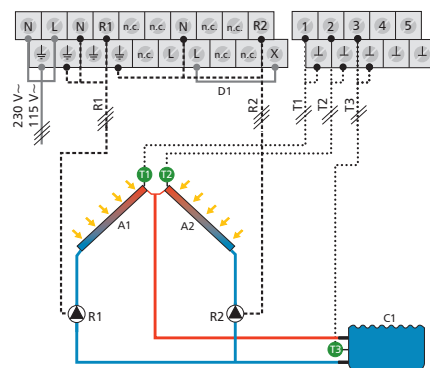 N L N R1 n.c. n.c. n.c. N n.c. n.c. R2
n.c. n.c. L L n.c. n.c. X
1 2 3 4 5
D1
230 V~
115 V~
R1
R2
T1
T2
T3
T1 T2
A1 A2
R1 R2
C1
T3